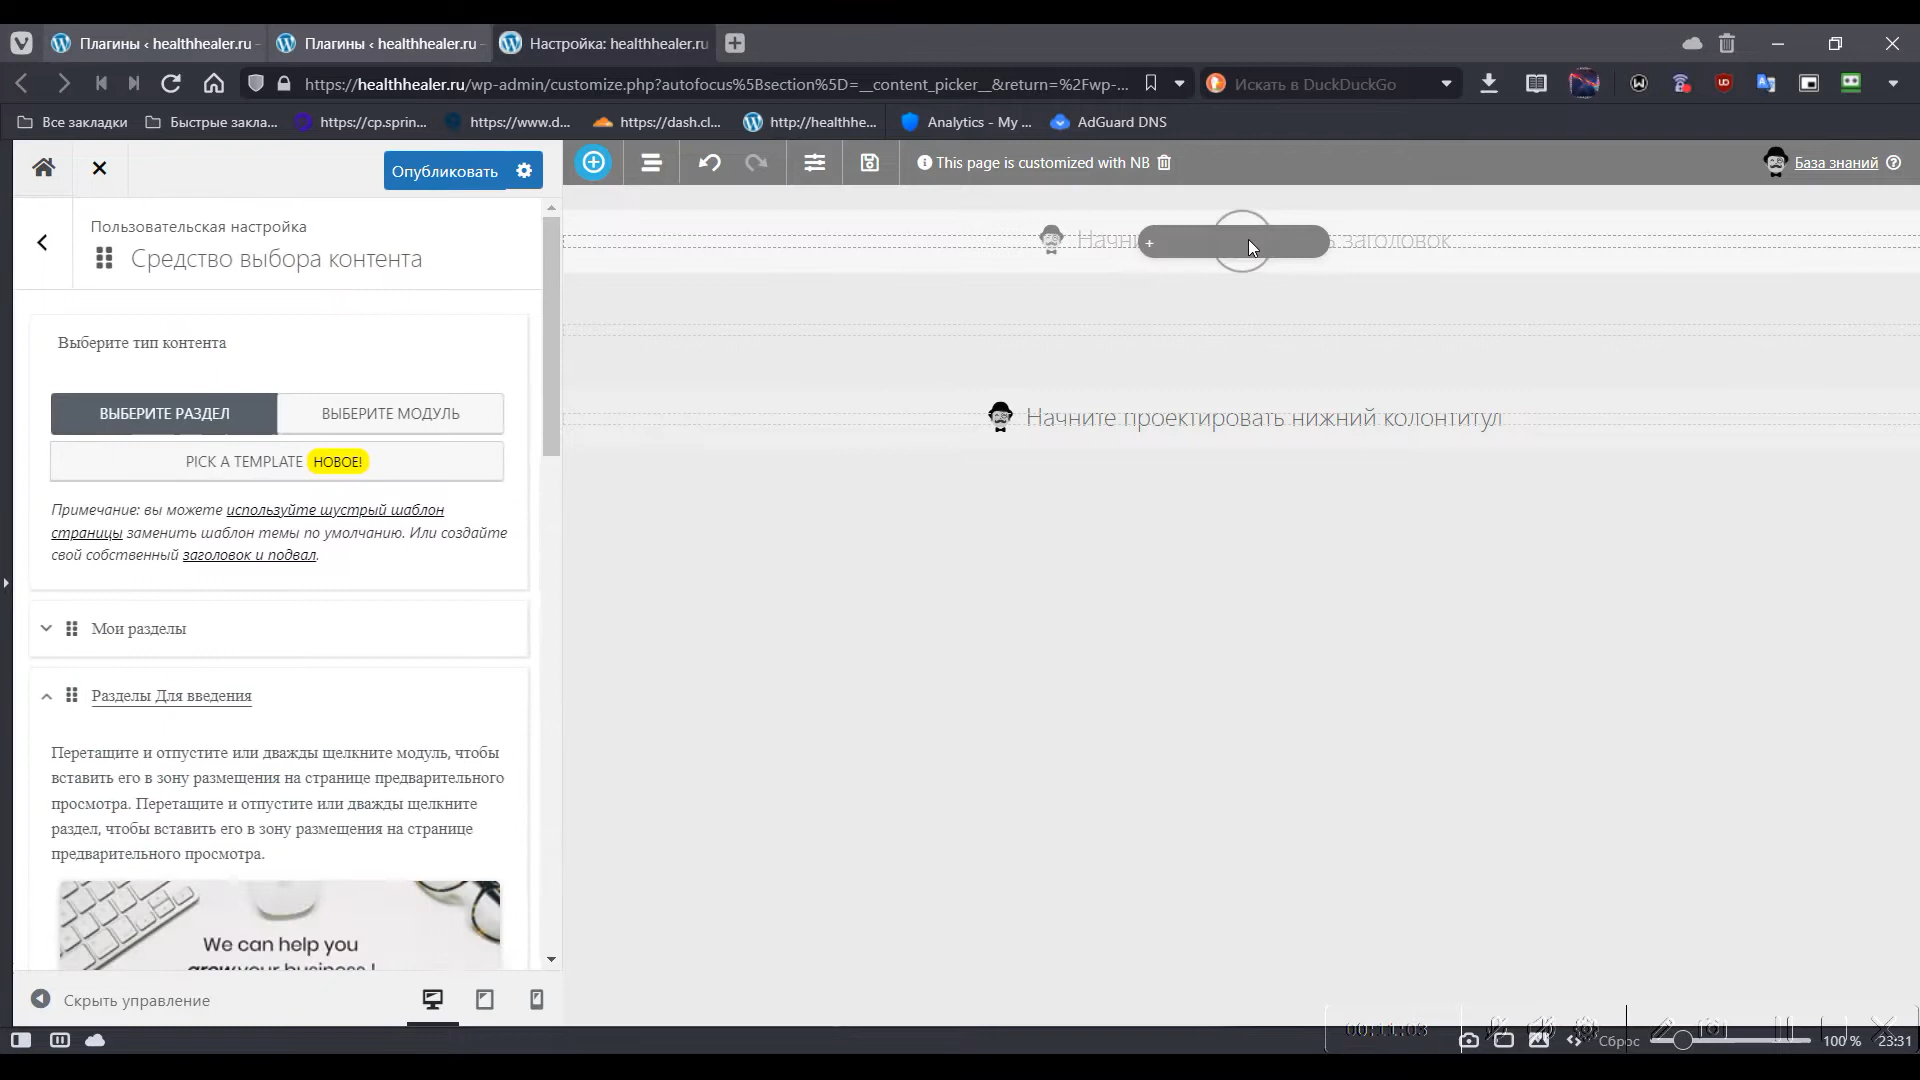 Плагины ‹ healthhealer.ru -
Плагины ‹ healthhealer.ru -
Настройка: healthhealer.ru
https://healthhealer.ru/wp-admin/customize.php?autofocus%5Bsection%5D=__content_picker__&return=%2Fwp-...
Искать в DuckDuckGo
Все закладки
Быстрые закла...
https://cp.sprin...
https://www.d...
https://dash.cl...
http://healthhe...
Analytics - My ...
AdGuard DNS
Опубликовать
This page is customized with NB
База знаний
Пользовательская настройка
Средство выбора контента
заголовок
Начните проектировать нижний колонтитул
Выберите тип контента
ВЫБЕРИТЕ РАЗДЕЛ
ВЫБЕРИТЕ МОДУЛЬ
PICK A TEMPLATE НОВОЕ!
Примечание: вы можете используйте шустрый шаблон
страницы заменить шаблон темы по умолчанию. Или создайте
свой собственный заголовок и подвал.
Мои разделы
Разделы Для введения
Перетащите и отпустите или дважды щелкните модуль, чтобы
вставить его в зону размещения на странице предварительного
просмотра. Перетащите и отпустите или дважды щелкните
раздел, чтобы вставить его в зону размещения на странице
предварительного просмотра.
We can help you
grow your business !
Скрыть управление
00:11:03
Сброс
100 %
23:31